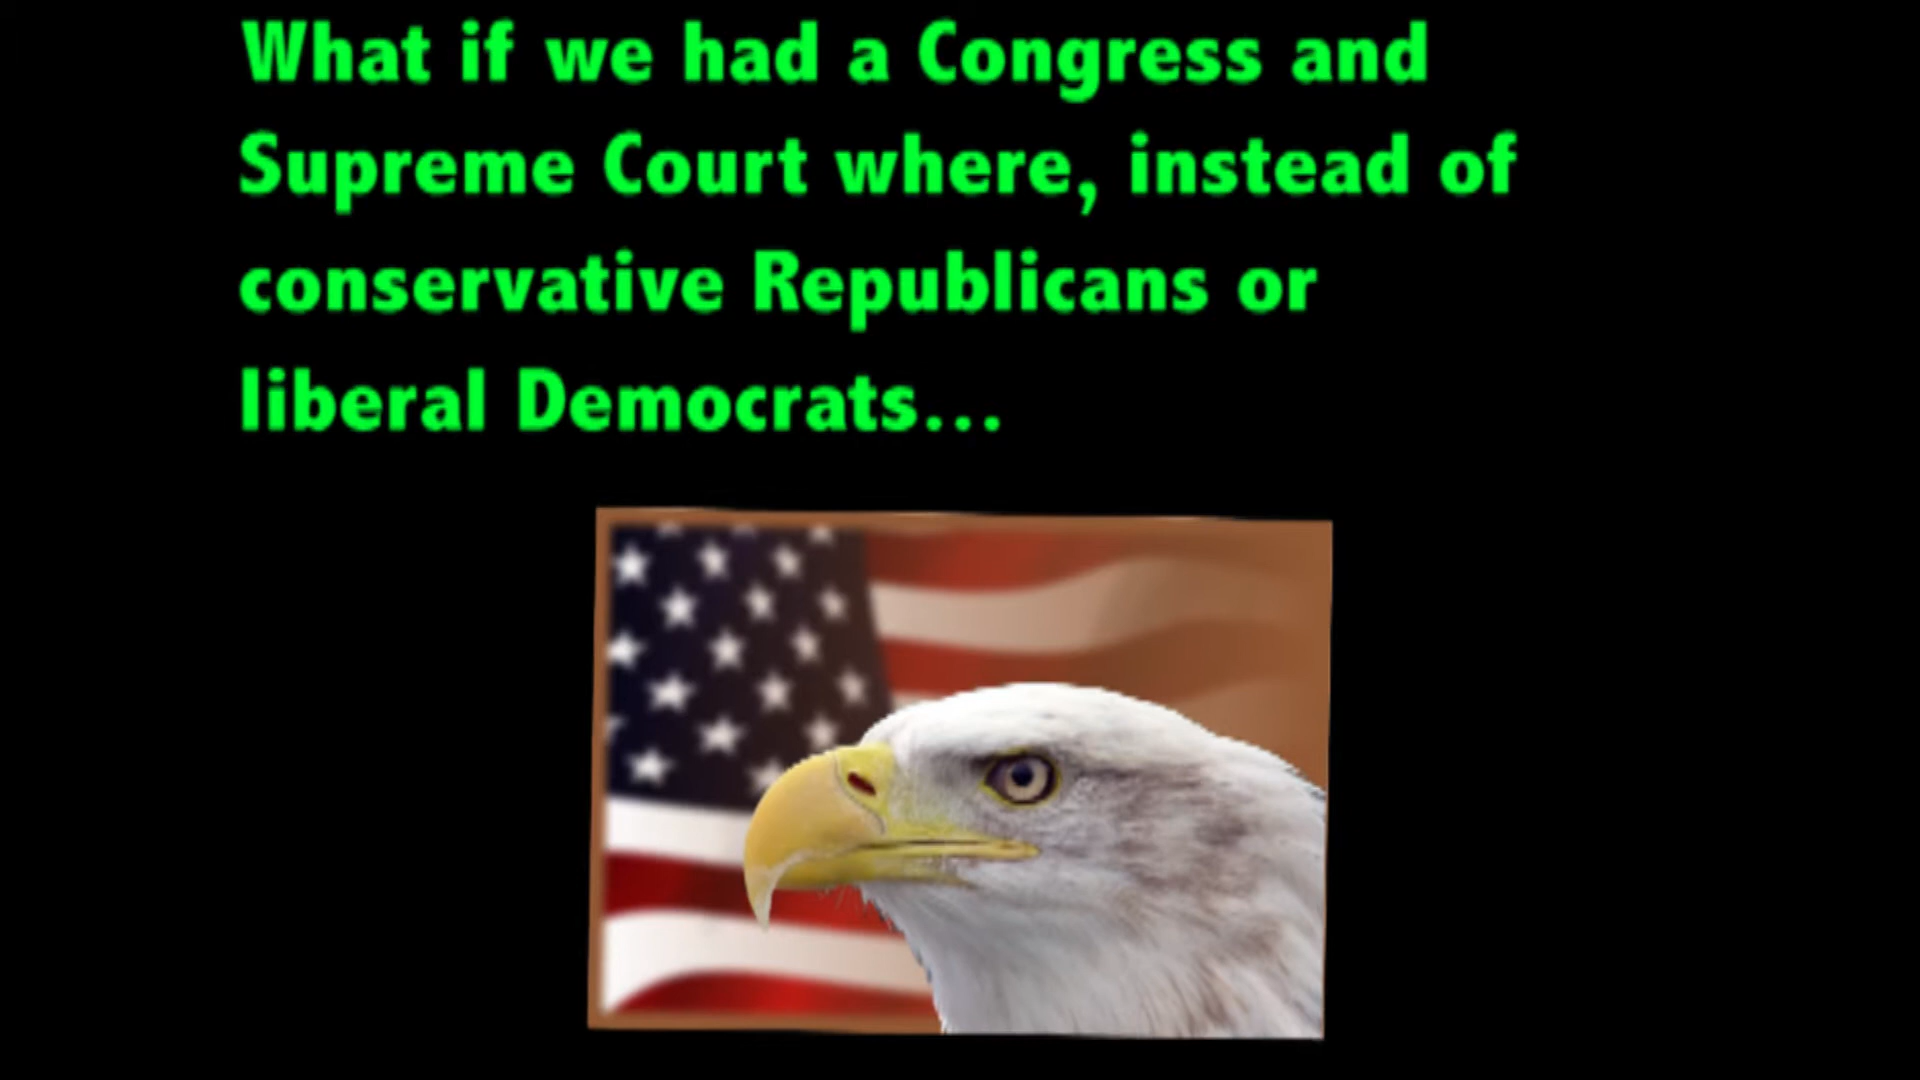 What if we had a Congress and
Supreme Court where, instead of
conservative Republicans or
liberal Democrats...